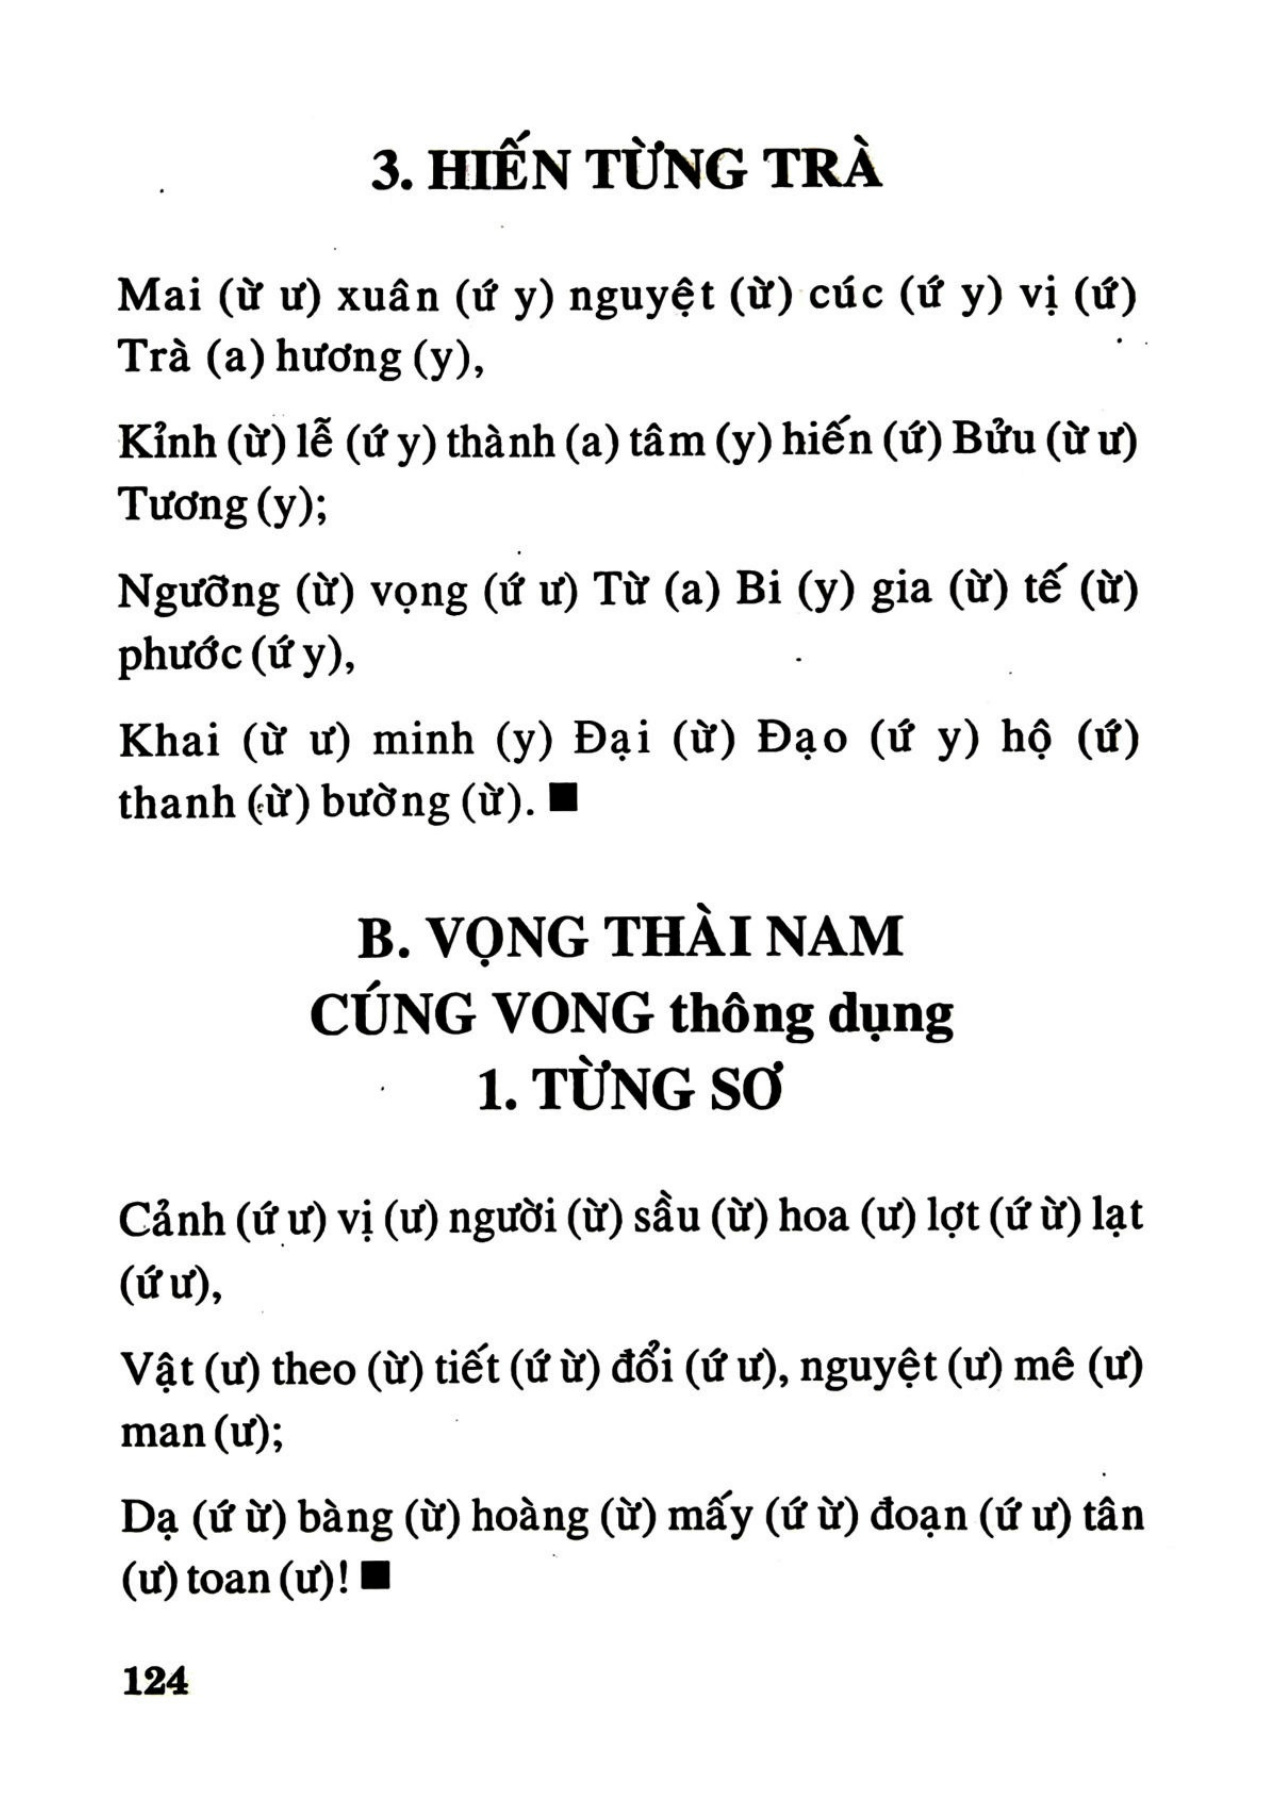 3. HIẾN TỪNG TRÀ
Mai (ừ ư) xuân (ứ y) nguyệt (ừ) cúc (ứ y) vị (ứ)
Trà (a) hương (y),
Kỉnh (ừ) lễ (ứ y) thành (a) tâm (y) hiến (ứ) Bửu (ừ ư)
Tương (y);
Ngưỡng (ừ) vọng (ứ ư) Từ (a) Bi (y) gia (ừ) tế (ừ)
phước (ứ y),
Khai (ừ ư) minh (y) Đại (ừ) Đạo (ứ y) hộ (ứ)
thanh (ừ) bường (ừ). ■
B. VỌNG THÀI NAM
CÚNG VONG thông dụng
1. TỪNG SƠ
Cảnh (ứ ư) vị (ư) người (ừ) sầu (ừ) hoa (ư) lợt (ứ ừ) lạt
(ứ ư),
Vật (ư) theo (ừ) tiết (ứ ừ) đổi (ứ ư), nguyệt (ư) mê (ư)
man (ư);
Dạ (ứ ừ) bàng (ừ) hoàng (ừ) mấy (ứ ừ) đoạn (ứ ư) tân
(ư) toan (ư)! ■
124